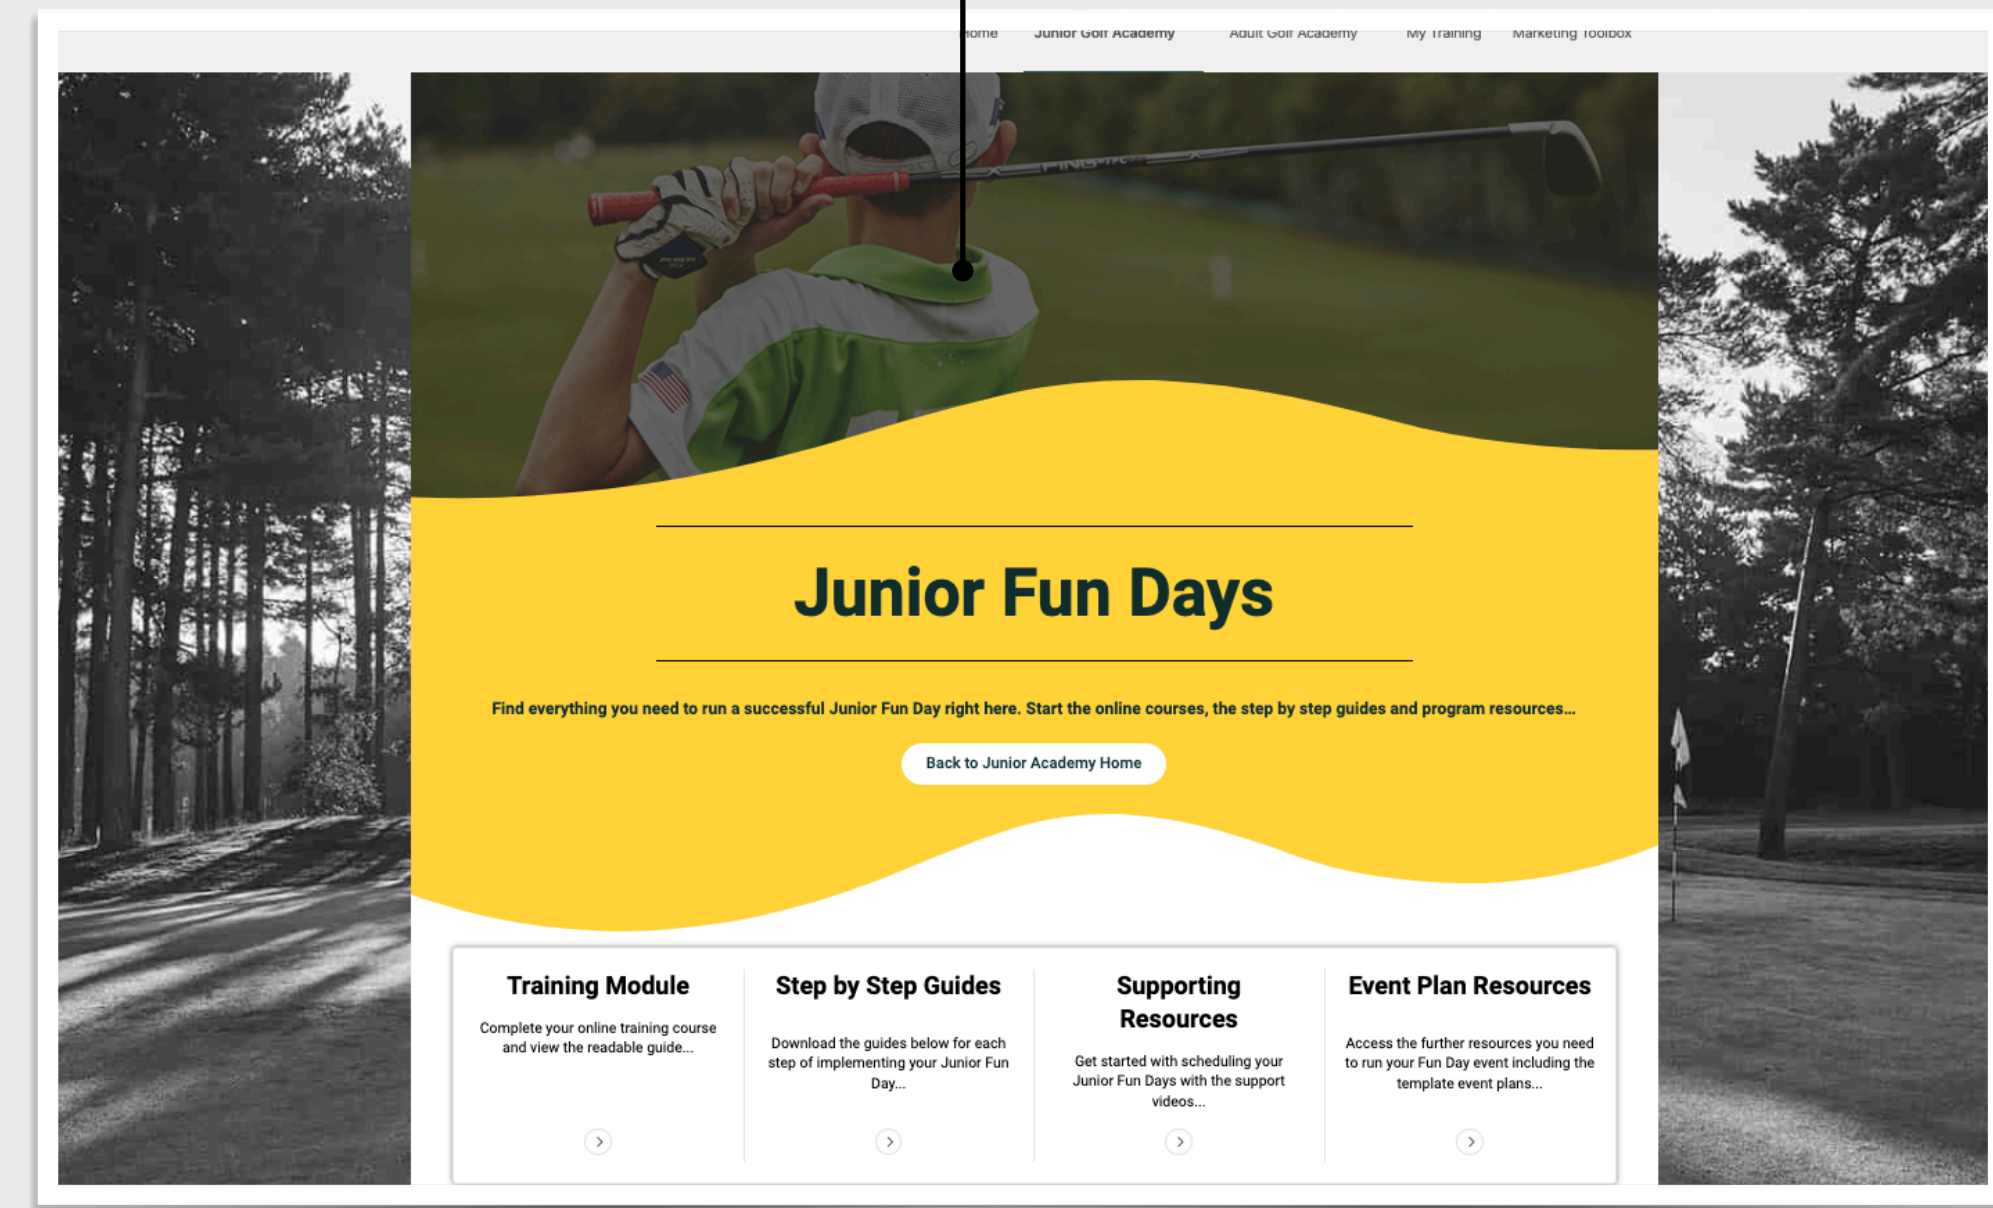 Home Junior Golf Academy Adult Golf Academy My Training Marketing Toolbox
PING
Junior Fun Days
Find everything you need to run a successful Junior Fun Day right here. Start the online courses, the step by step guides and program resources...
Back to Junior Academy Home
Training Module
Complete your online training course
and view the readable guide...
Step by Step Guides
Download the guides below for each
step of implementing your Junior Fun
Day...
Supporting
Resources
Get started with scheduling your
Junior Fun Days with the support
videos...
Event Plan Resources
Access the further resources you need
to run your Fun Day event including the
template event plans...